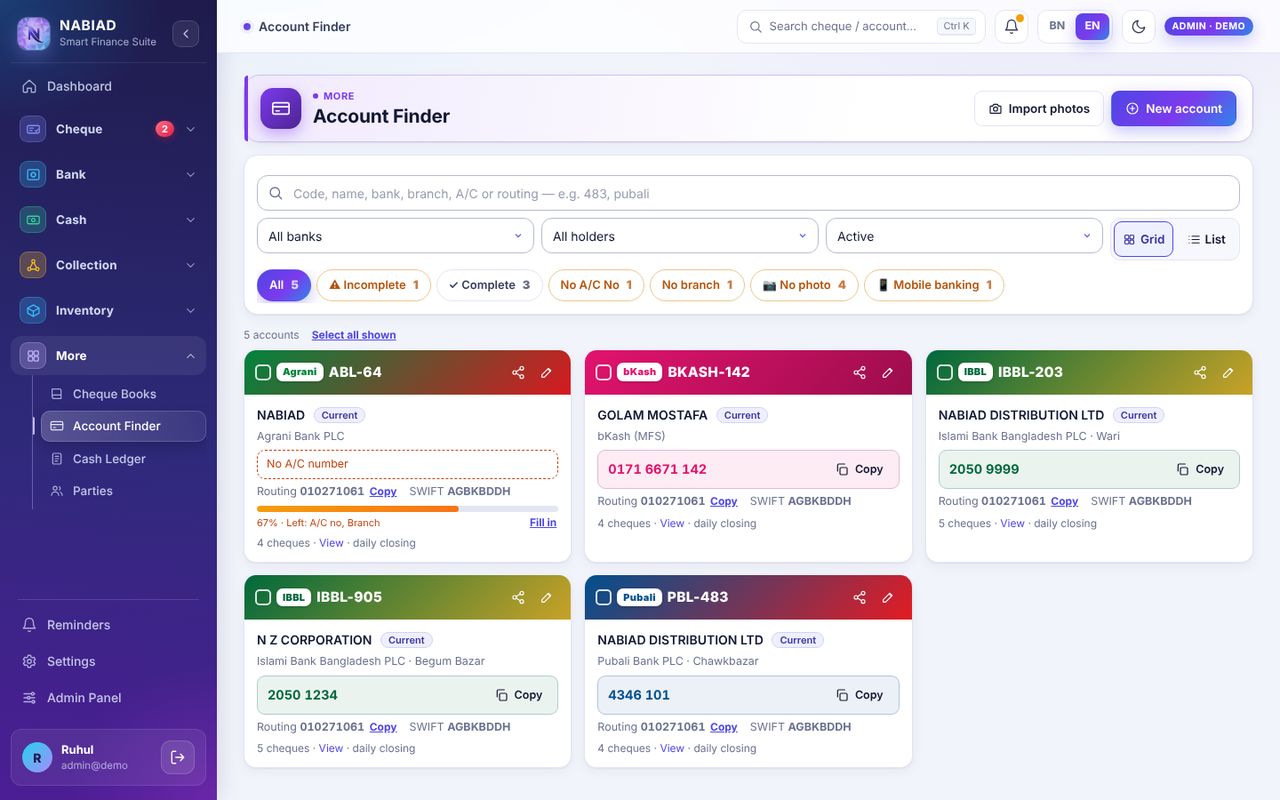 NABIAD
Smart Finance Suite
Dashboard
Cheque 2
Bank
Cash
Collection
Inventory
More
Cheque Books
Account Finder
Cash Ledger
Parties
Reminders
Settings
Admin Panel
R Ruhul
admin@demo
Account Finder
Search cheque / account... Ctrl K
BN EN
ADMIN · DEMO
MORE
Account Finder
Import photos
New account
Code, name, bank, branch, A/C or routing — e.g. 483, pubali
All banks All holders Active Grid List
All 5 Incomplete 1 ✓ Complete 3 No A/C No 1 No branch 1 No photo 4 Mobile banking 1
5 accounts Select all shown
Agrani ABL-64
NABIAD Current
Agrani Bank PLC
No A/C number
Routing 010271061 Copy SWIFT AGBKBDDH
67% · Left: A/C no, Branch Fill in
4 cheques · View · daily closing
bKash BKASH-142
GOLAM MOSTAFA Current
bKash (MFS)
0171 6671 142 Copy
Routing 010271061 Copy SWIFT AGBKBDDH
4 cheques · View · daily closing
IBBL IBBL-203
NABIAD DISTRIBUTION LTD Current
Islami Bank Bangladesh PLC · Wari
2050 9999 Copy
Routing 010271061 Copy SWIFT AGBKBDDH
5 cheques · View · daily closing
IBBL IBBL-905
N Z CORPORATION Current
Islami Bank Bangladesh PLC · Begum Bazar
2050 1234 Copy
Routing 010271061 Copy SWIFT AGBKBDDH
5 cheques · View · daily closing
Pubali PBL-483
NABIAD DISTRIBUTION LTD Current
Pubali Bank PLC · Chawkbazar
4346 101 Copy
Routing 010271061 Copy SWIFT AGBKBDDH
4 cheques · View · daily closing